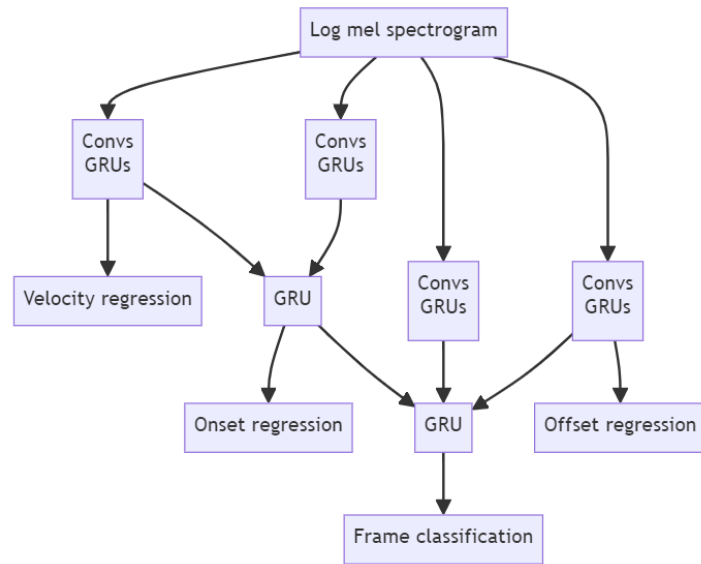 Log mel spectrogram
Convs
GRUs
Convs
GRUs
Velocity regression
GRU
Convs
GRUs
Convs
GRUs
Onset regression
GRU
Offset regression
Frame classification